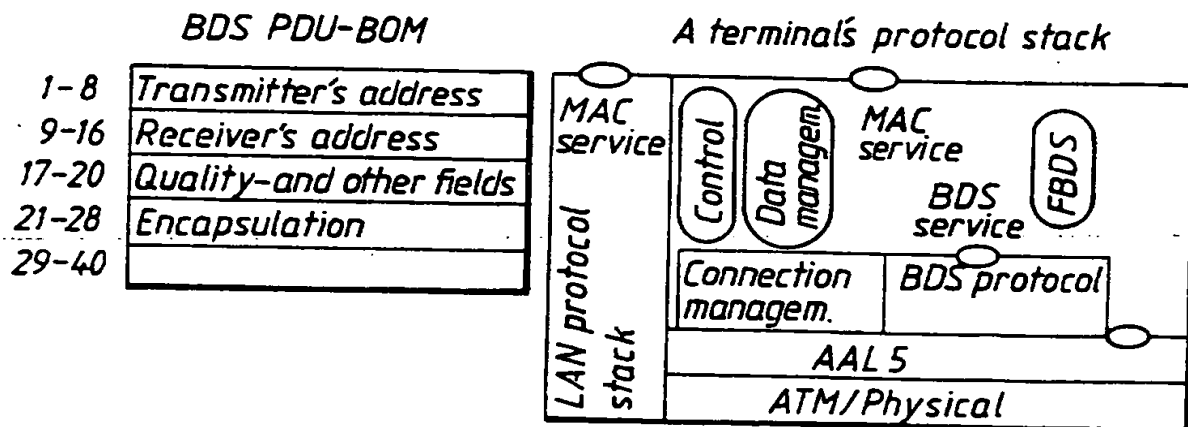 BDS PDU-BOM
1-8 Transmitter's address
9-16 Receiver's address
17-20 Quality-and other fields
21-28 Encapsulation
29-40
A terminal's protocol stack
MAC
service
LAN protocol
stack
Control
Data
managem.
MAC
service
FBDS
BDS
service
Connection
managem.
BDS protocol
AAL 5
ATM/Physical